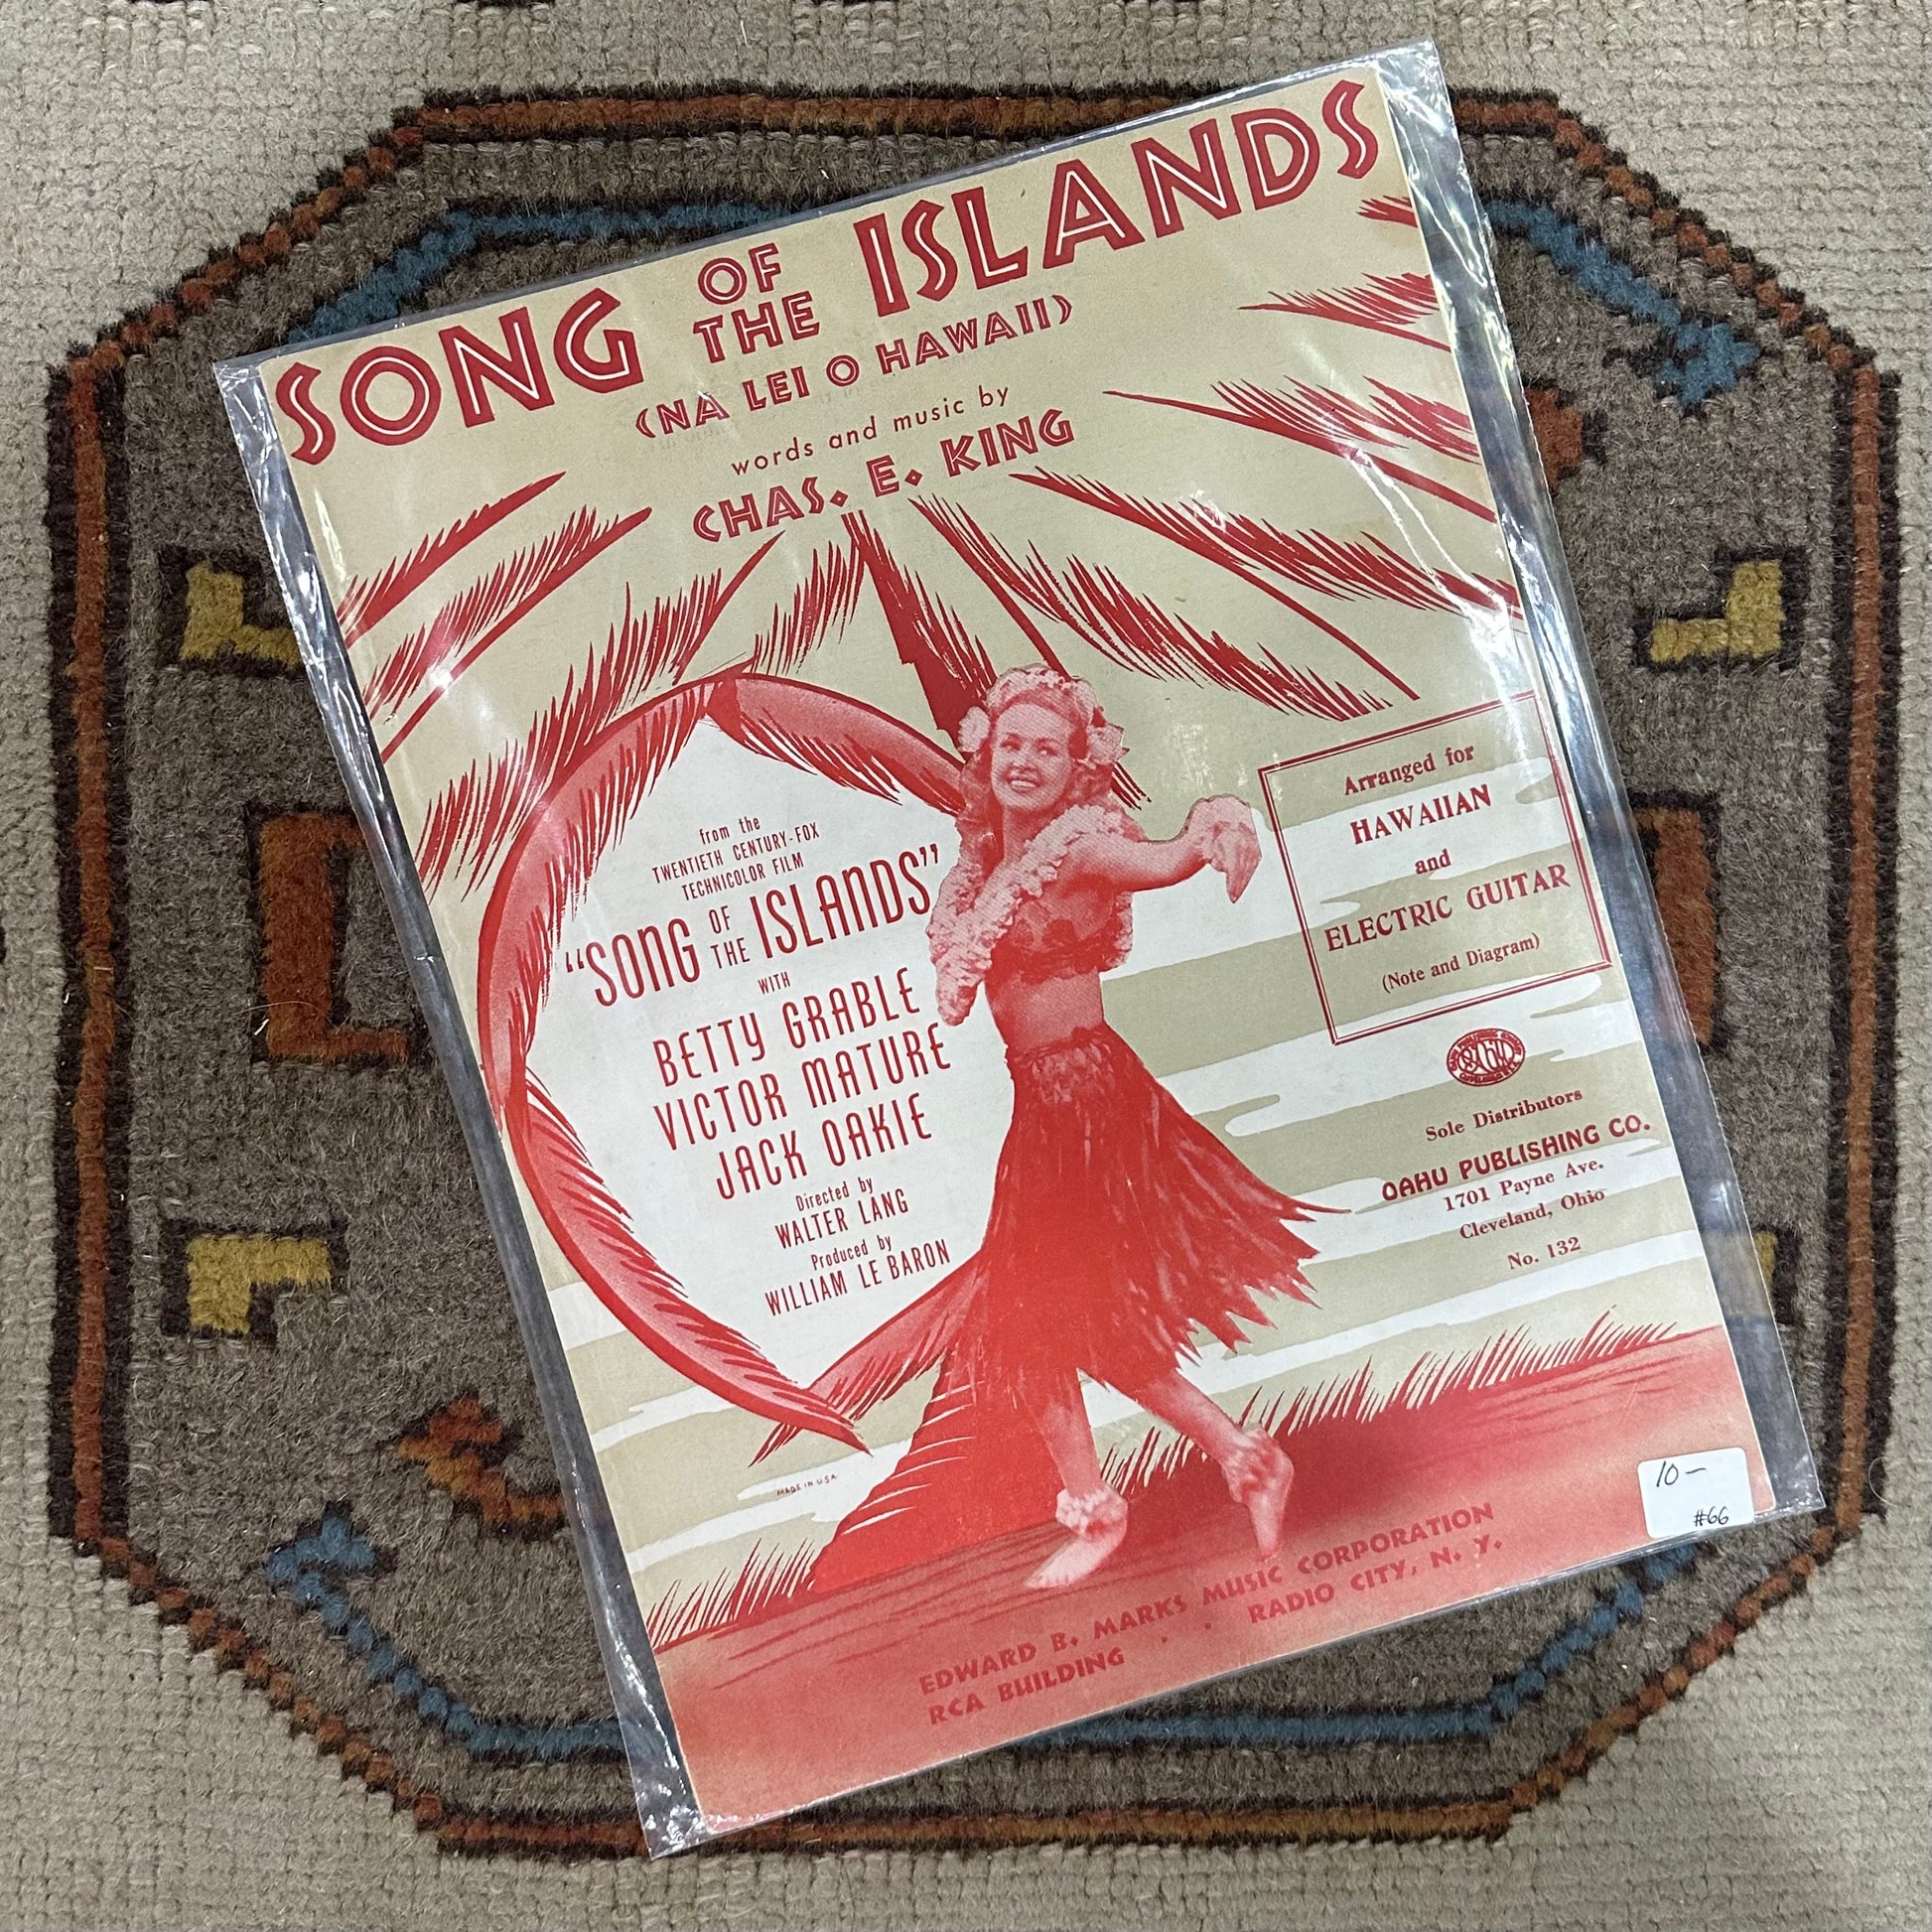 SONG OF THE ISLANDS
(NA LEI O HAWAII)
words and music by
CHAS. E. KING
from the
TWENTIETH CENTURY-FOX
TECHNICOLOR FILM
"SONG OF THE ISLANDS"
WITH
BETTY GRABLE
VICTOR MATURE
JACK OAKIE
Directed by
WALTER LANG
Produced by
WILLIAM LE BARON
MADE IN U.S.A.
Arranged for
HAWAIIAN
and
ELECTRIC GUITAR
(Note and Diagram)
Sole Distributors
OAHU PUBLISHING CO.
1701 Payne Ave.
Cleveland, Ohio
No. 132
10-
#66
EDWARD B. MARKS MUSIC CORPORATION
RCA BUILDING . . RADIO CITY, N. Y.